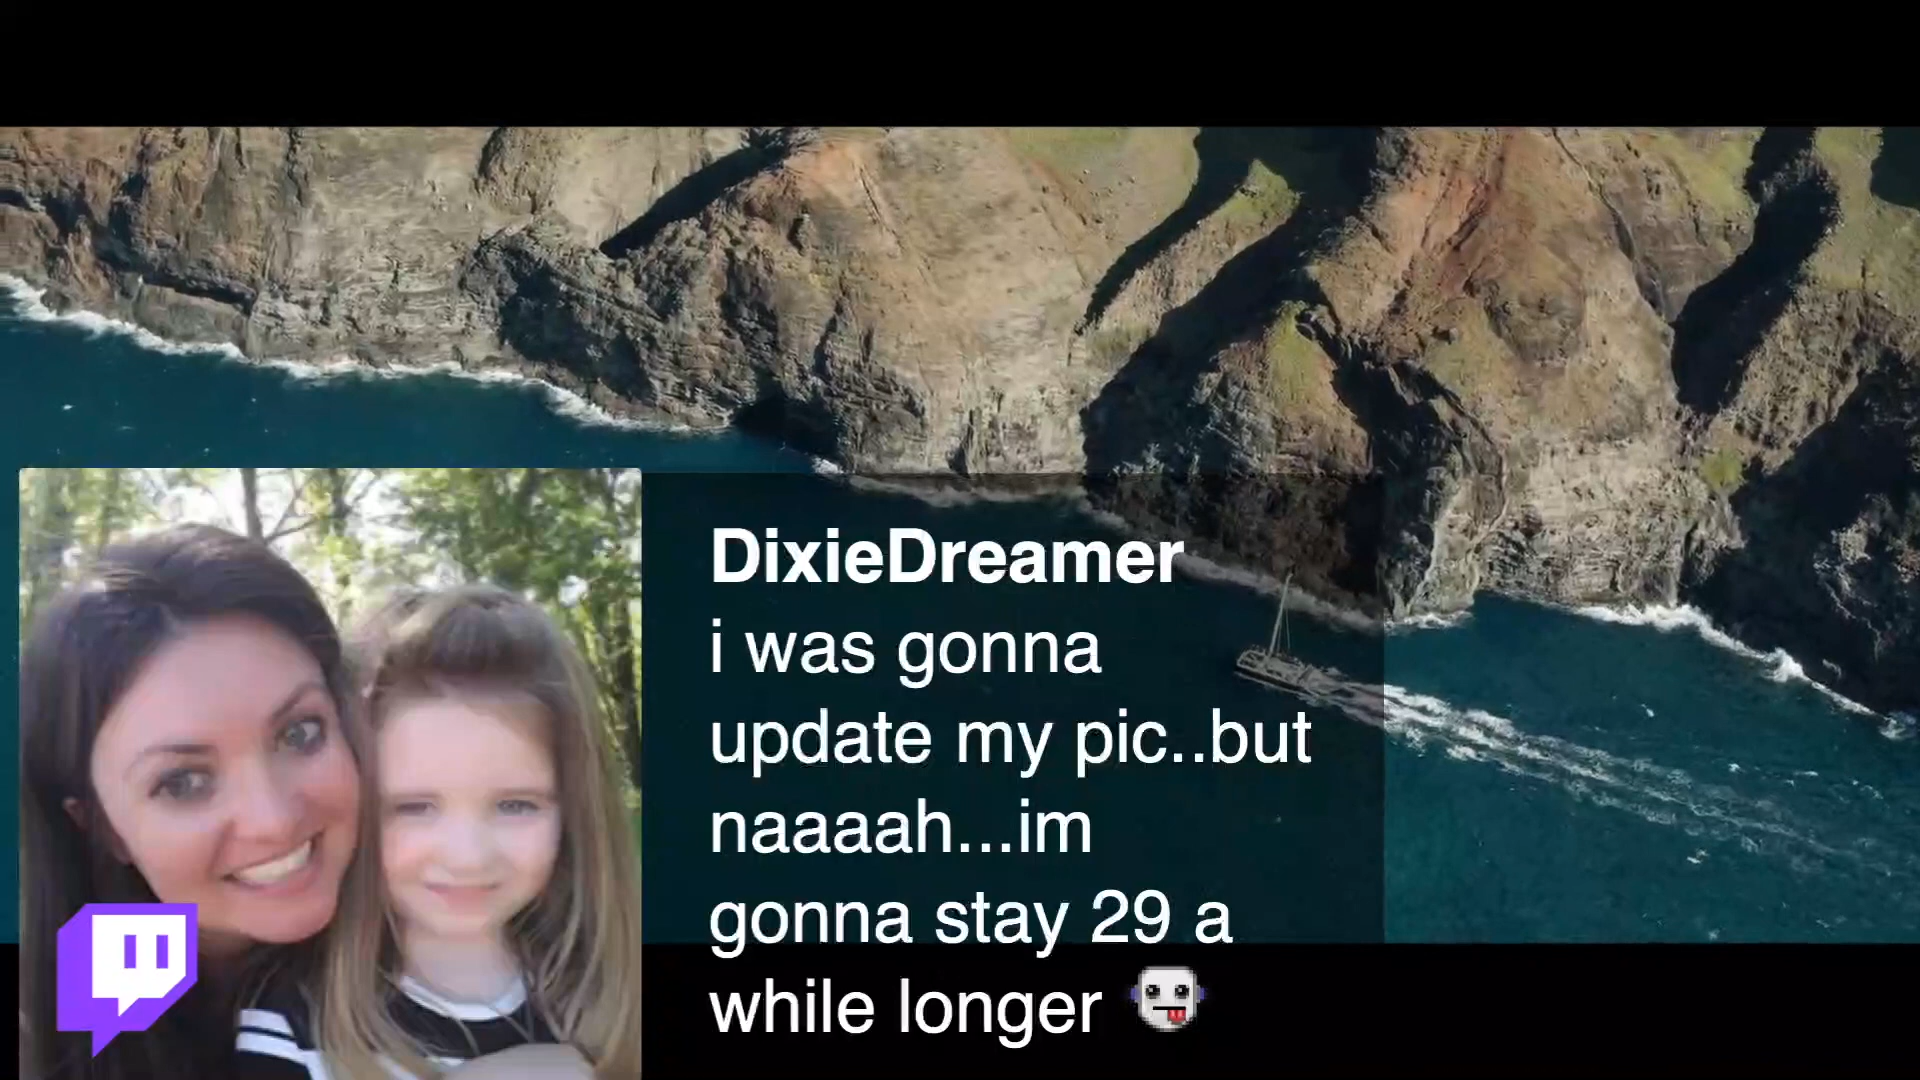 DixieDreamer
i was gonna
update my pic..but
naaaah...im
gonna stay 29 a
while longer